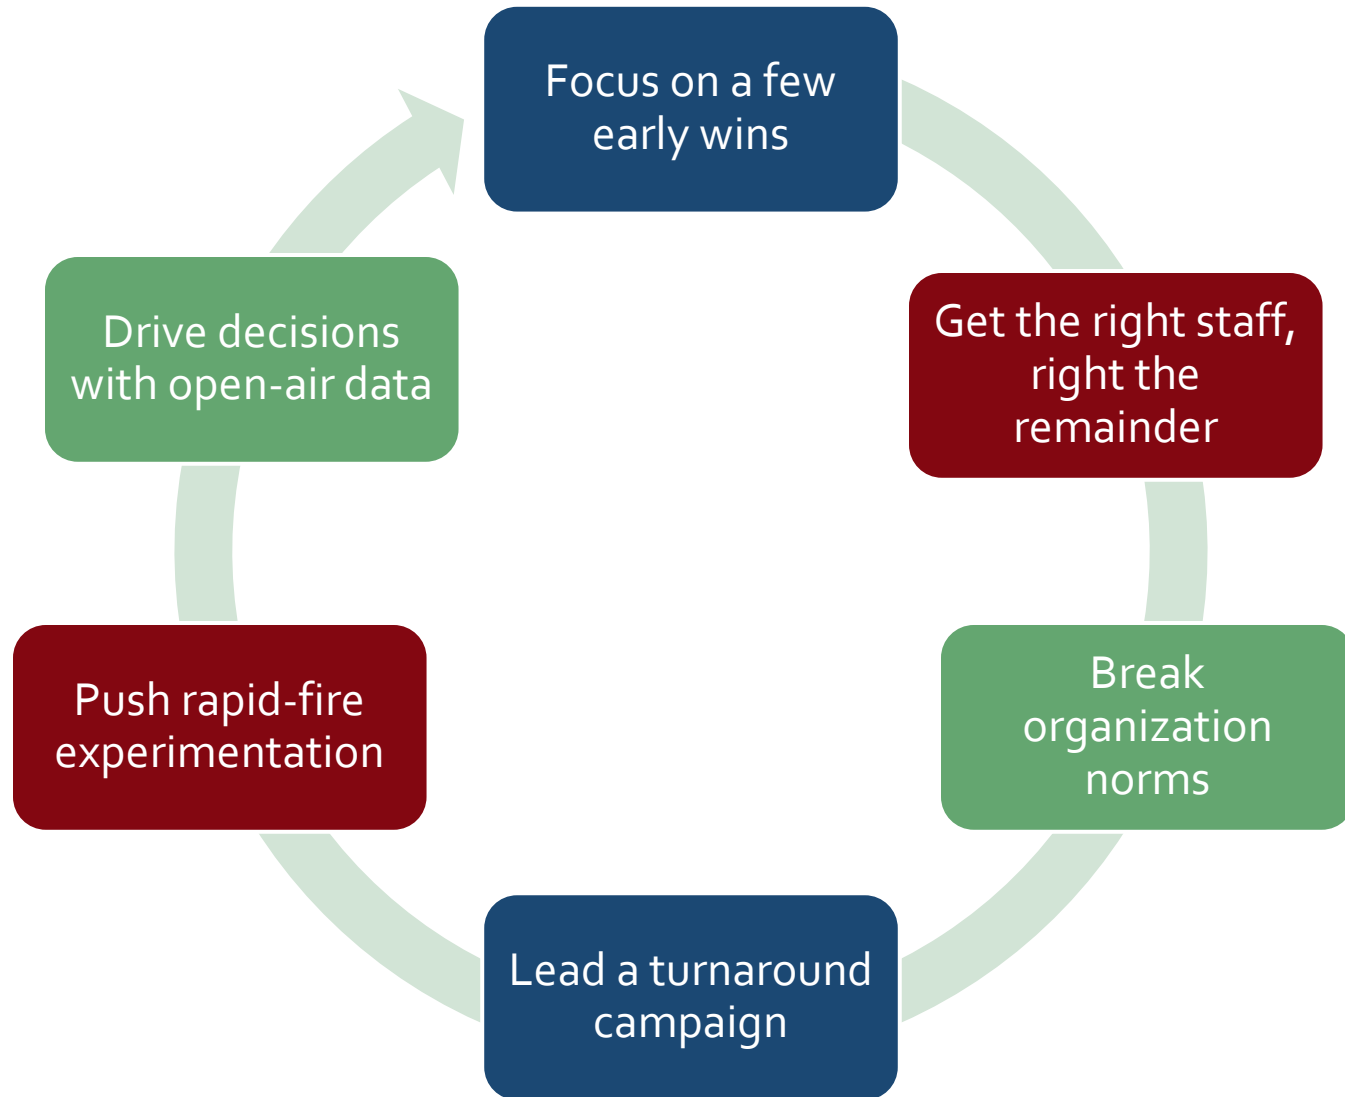 Focus on a few
early wins
Get the right staff,
right the
remainder
Break
organization
norms
Lead a turnaround
campaign
Push rapid-fire
experimentation
Drive decisions
with open-air data